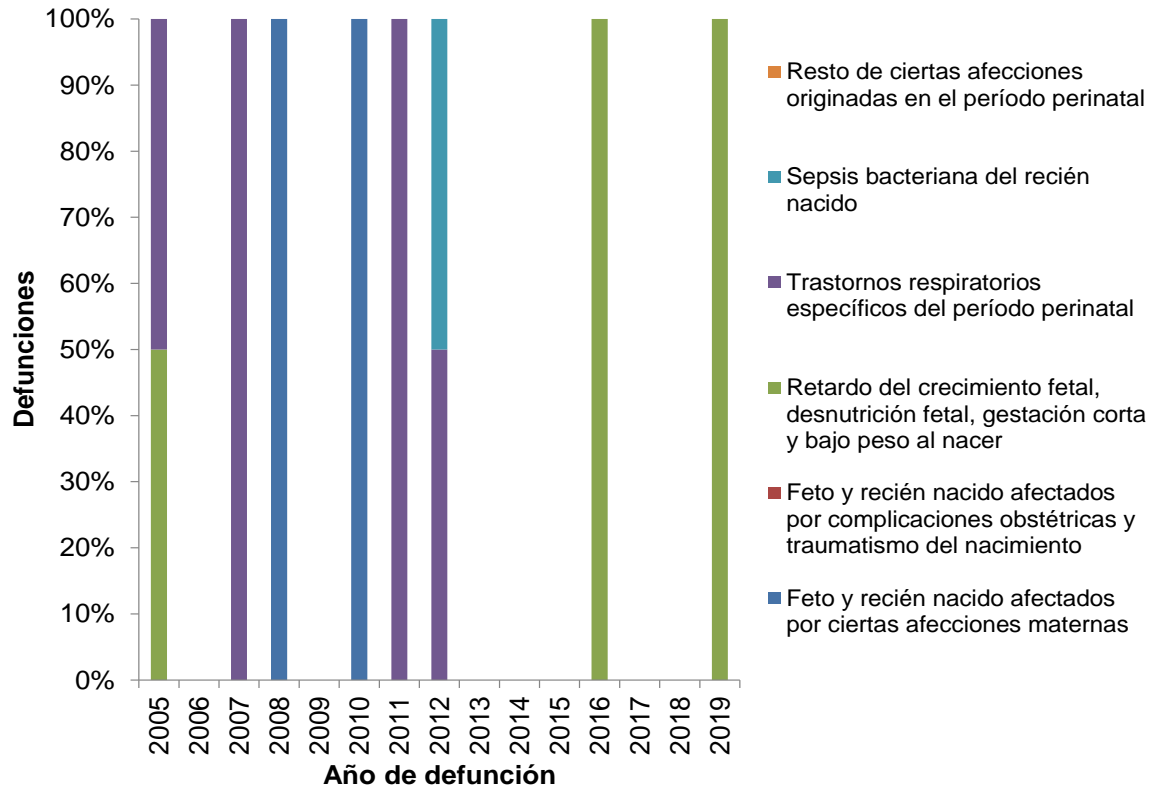 Defunciones
100%
90%
80%
70%
60%
50%
40%
30%
20%
10%
0%
2005
2006
2007
2008
2009
2010
2011
2012
2013
2014
2015
2016
2017
2018
2019
Año de defunción
Resto de ciertas afecciones
originadas en el período perinatal
Sepsis bacteriana del recién
nacido
Trastornos respiratorios
específicos del período perinatal
Retardo del crecimiento fetal,
desnutrición fetal, gestación corta
y bajo peso al nacer
Feto y recién nacido afectados
por complicaciones obstétricas y
traumatismo del nacimiento
Feto y recién nacido afectados
por ciertas afecciones maternas